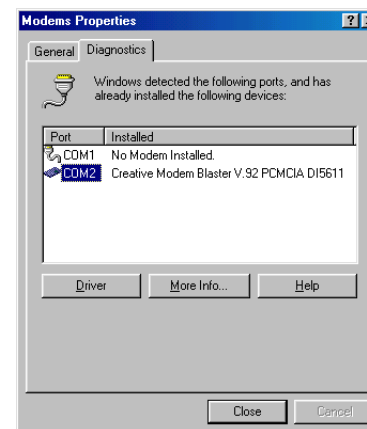 Modems Properties
General Diagnostics
Windows detected the following ports, and has
already installed the following devices:
Port Installed
COM1 No Modem Installed.
COM2 Creative Modem Blaster V.92 PCMCIA DI5611
Driver More Info... Help
Close Cancel